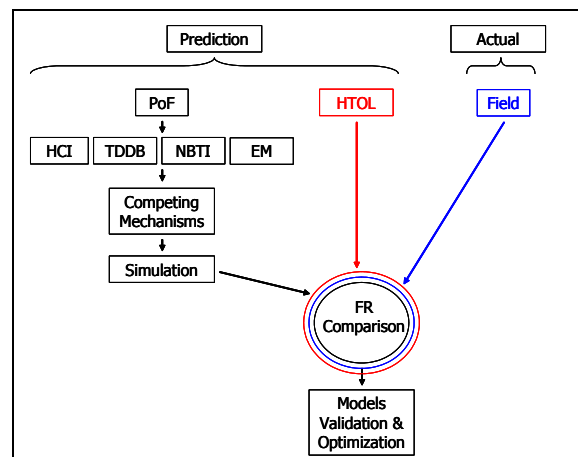 Prediction
Actual
PoF
HTOL
Field
HCI
TDDB
NBTI
EM
Competing
Mechanisms
Simulation
FR
Comparison
Models
Validation &
Optimization